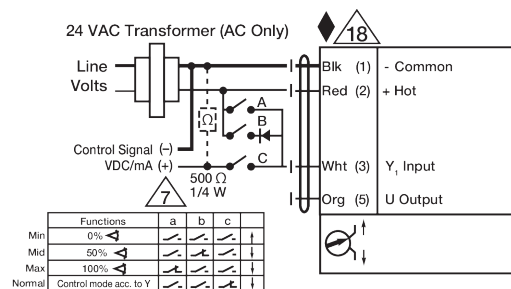 24 VAC Transformer (AC Only)
18
Line
Volts
Blk (1) - Common
Red (2) + Hot
A
Ω
B
Control Signal (–)
VDC/mA (+)
C
Wht (3) Y1 Input
500 Ω
1/4 W
7
Org (5) U Output
Functions a b c
Min 0%
Mid 50%
Max 100%
Normal Control mode acc. to Y